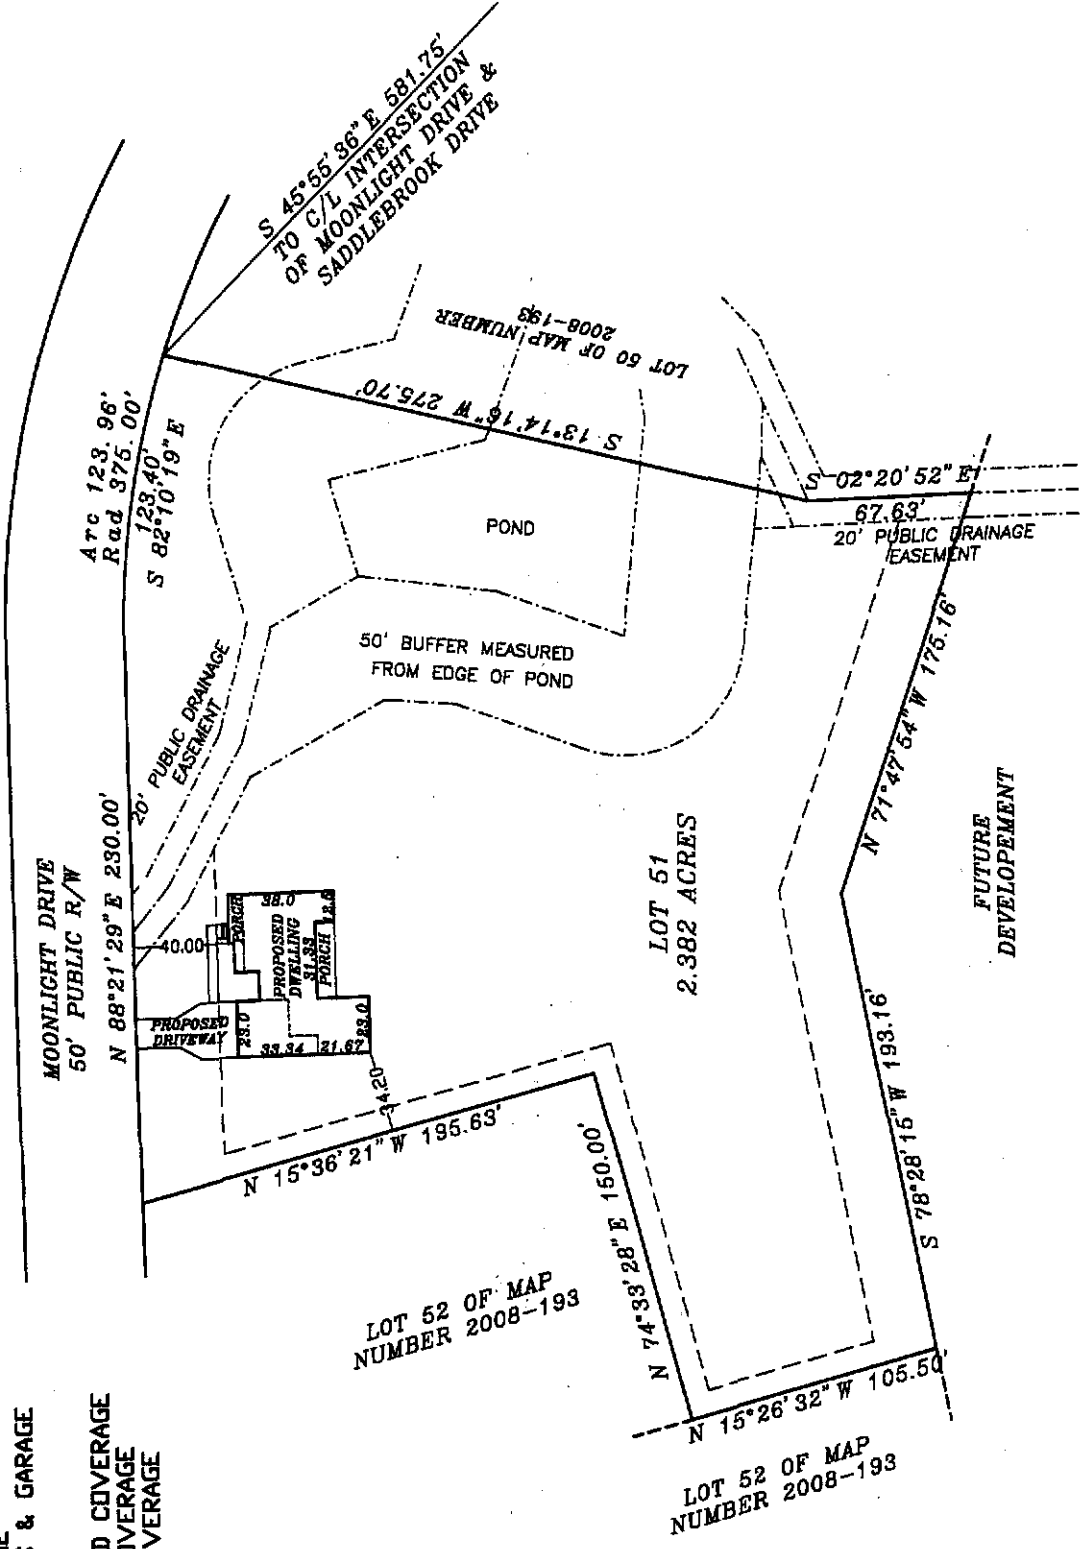 S 45°55'36" E 581.75'
TO C/L INTERSECTION
OF MOONLIGHT DRIVE &
SADDLEBROOK DRIVE
LOT 50 OF MAP NUMBER
2008-193
S 13°14'16" W 275.70'
Arc 123.96'
Rad 375.00'
123.40'
S 82°10'19" E
POND
S 02°20'52" E
67.63'
20' PUBLIC DRAINAGE
EASEMENT
50' BUFFER MEASURED
FROM EDGE OF POND
20' PUBLIC DRAINAGE
EASEMENT
N 71°47'54" W 175.16'
MOONLIGHT DRIVE
50' PUBLIC R/W
N 88°21'29" E 230.00'
40.00
PORCH
38.0
12.5
PROPOSED
DWELLING
31.33
PORCH
PROPOSED
DRIVEWAY
23.0
33.34
21.67
23.0
34.20
LOT 51
2.382 ACRES
FUTURE
DEVELOPEMENT
N 15°36'21" W 195.63'
N 74°33'28" E 150.00'
S 78°28'15" W 193.16'
LOT 52 OF MAP
NUMBER 2008-193
N 15°26'32" W 105.50'
LOT 52 OF MAP
NUMBER 2008-193
& GARAGE
D COVERAGE
VERAGE
VERAGE